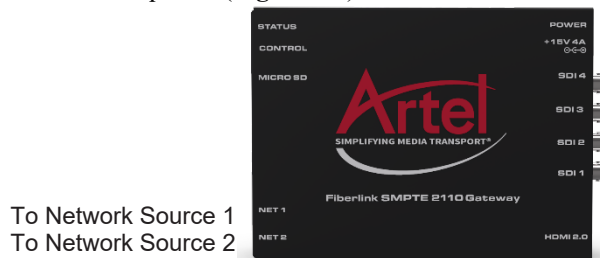 STATUS
POWER
CONTROL
+15V 4A
MICRO SD
SDI 4
Artel
SDI 3
SIMPLIFYING MEDIA TRANSPORT®
SDI 2
SDI 1
Fiberlink SMPTE 2110 Gateway
To Network Source 1
NET 1
To Network Source 2
NET 2
HDMI 2.0